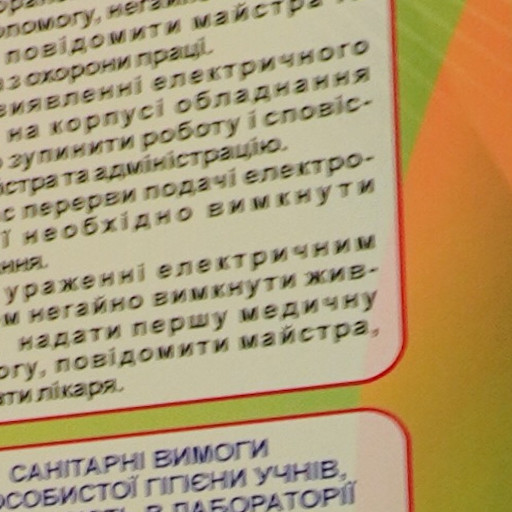 допомогу, негайно
повідомити майстра
з охорони праці.
виявленні електричного
на корпусі обладнання
зупинити роботу і сповіс-
та адміністрацію.
перерви подачі електро-
ї необхідно вимкнути
ння.
ураженні електричним
м негайно вимкнути жив-
надати першу медичну
огу, повідомити майстра,
ати лікаря.
САНІТАРНІ ВИМОГИ
ОСОБИСТОЇ ГІГІЄНИ УЧНІВ,
В ЛАБОРАТОРІЇ